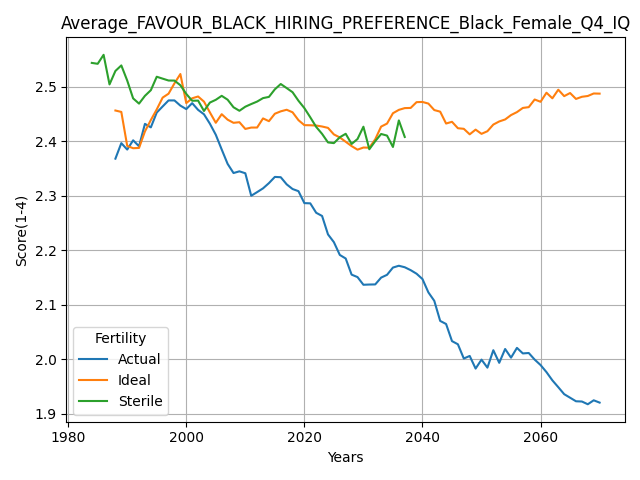 Average_FAVOUR_BLACK_HIRING_PREFERENCE_Black_Female_Q4_IQ
Score(1-4)
2.5
2.4
2.3
2.2
2.1
2.0
1.9
Fertility
Actual
Ideal
Sterile
1980 2000 2020 2040 2060
Years